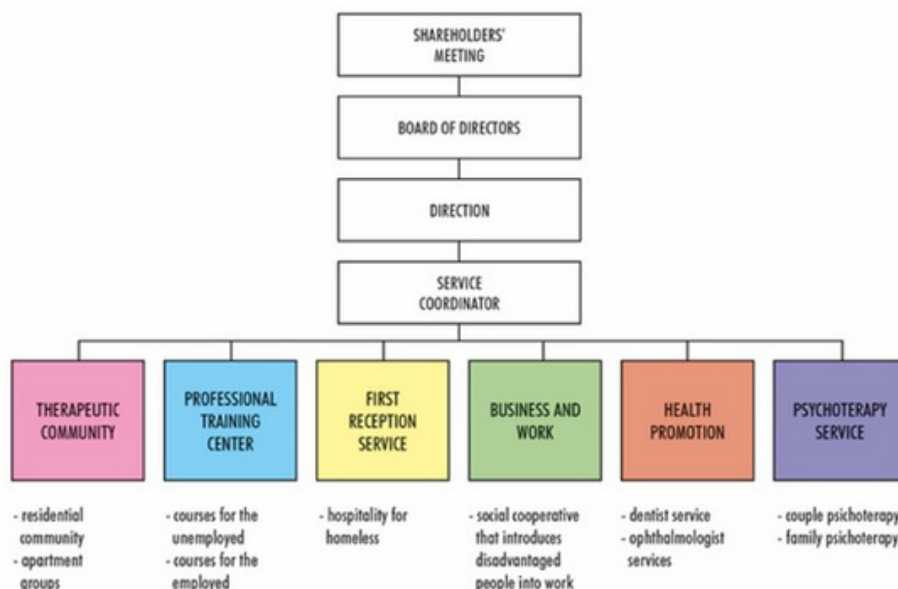 SHAREHOLDERS'
MEETING
BOARD OF DIRECTORS
DIRECTION
SERVICE
COORDINATOR
THERAPEUTIC
COMMUNITY
PROFESSIONAL
TRAINING
CENTER
FIRST
RECEPTION
SERVICE
BUSINESS AND
WORK
HEALTH
PROMOTION
PSYCHOTERAPY
SERVICE
- residential
community
- apartment
groups
- courses for the
unemployed
- courses for the
employed
- hospitality for
homeless
- social cooperative
that introduces
disadvantaged
people into work
- dentist service
- ophthalmologist
services
- couple psichoterapy
- family psichoterapy